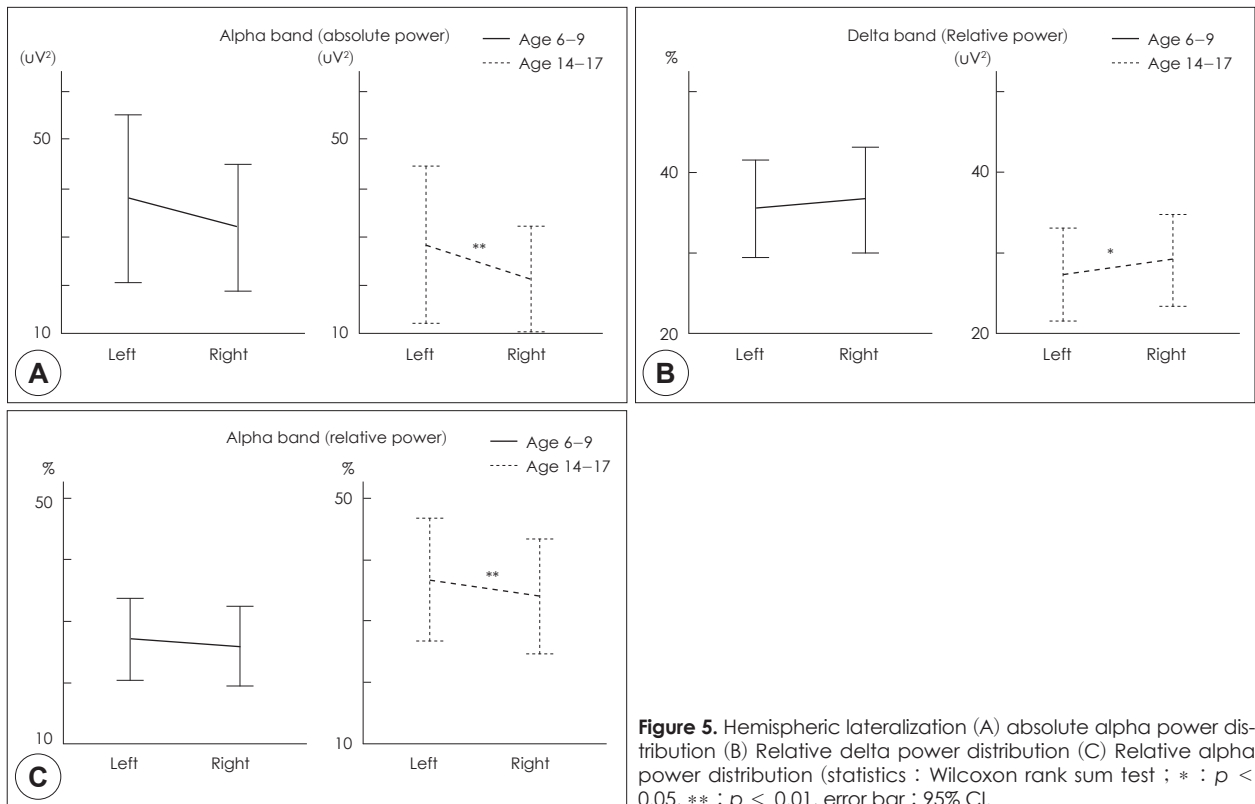 Alpha band (absolute power)
(uV²)
(uV²)
Age 6–9
Age 14–17
50
10
Left
Right
**
50
10
Left
Right
A
Delta band (Relative power)
%
(uV²)
Age 6–9
Age 14–17
40
20
Left
Right
*
40
20
Left
Right
B
Alpha band (relative power)
%
%
Age 6–9
Age 14–17
50
10
Left
Right
**
50
10
Left
Right
C
Figure 5. Hemispheric lateralization (A) absolute alpha power dis-
tribution (B) Relative delta power distribution (C) Relative alpha
power distribution (statistics : Wilcoxon rank sum test ; * : p <
0.05, ** : p < 0.01, error bar : 95% CI.